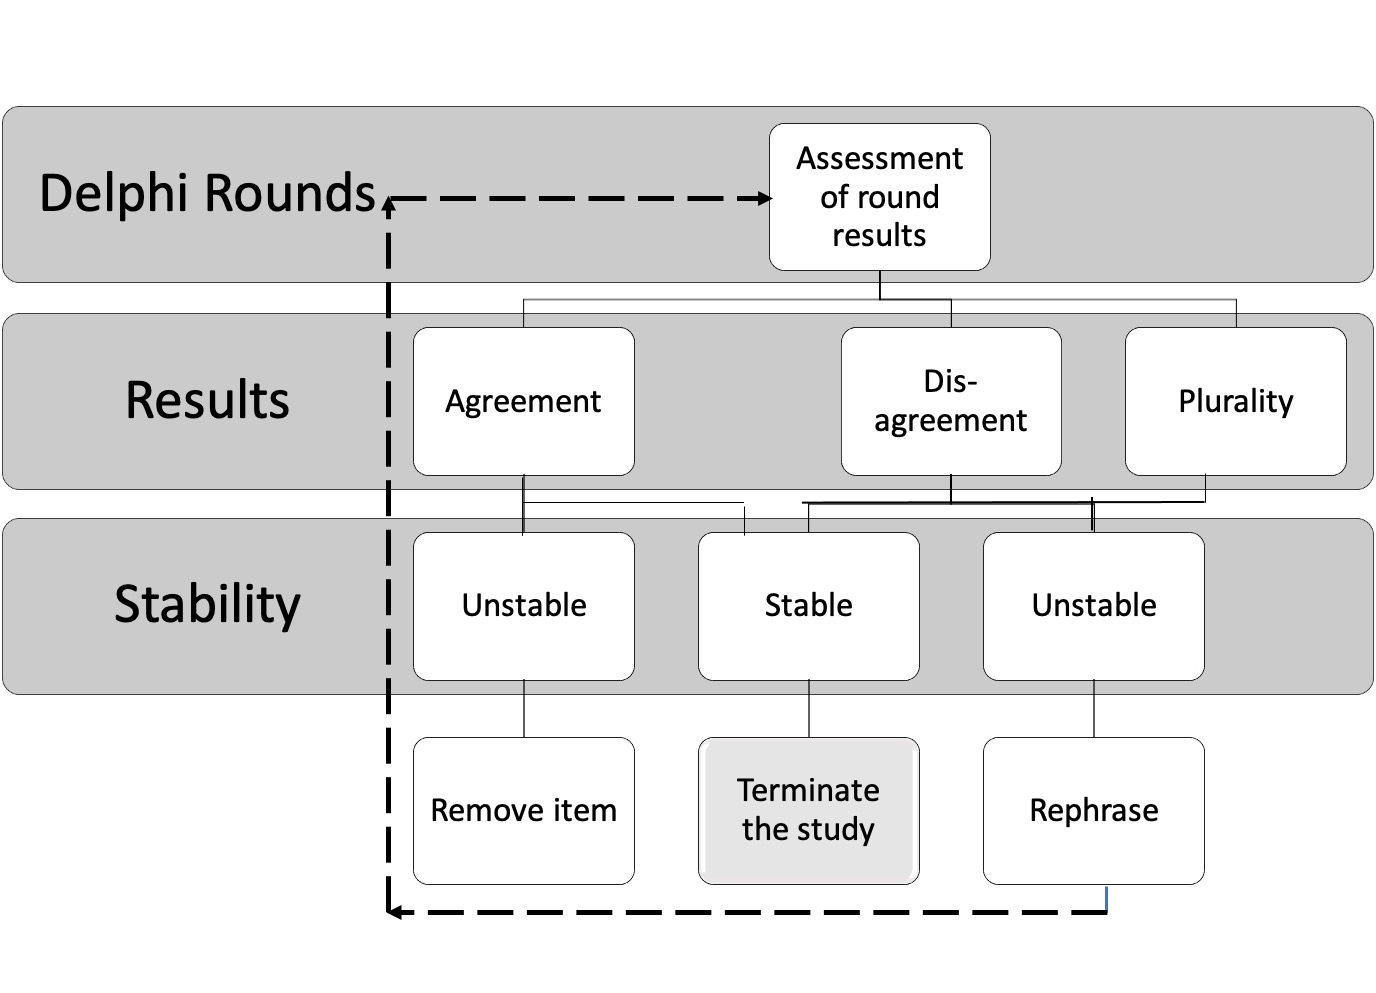 Delphi Rounds
Assessment
of round
results
Results
Agreement
Dis-
agreement
Plurality
Stability
Unstable
Stable
Unstable
Remove item
Terminate
the study
Rephrase